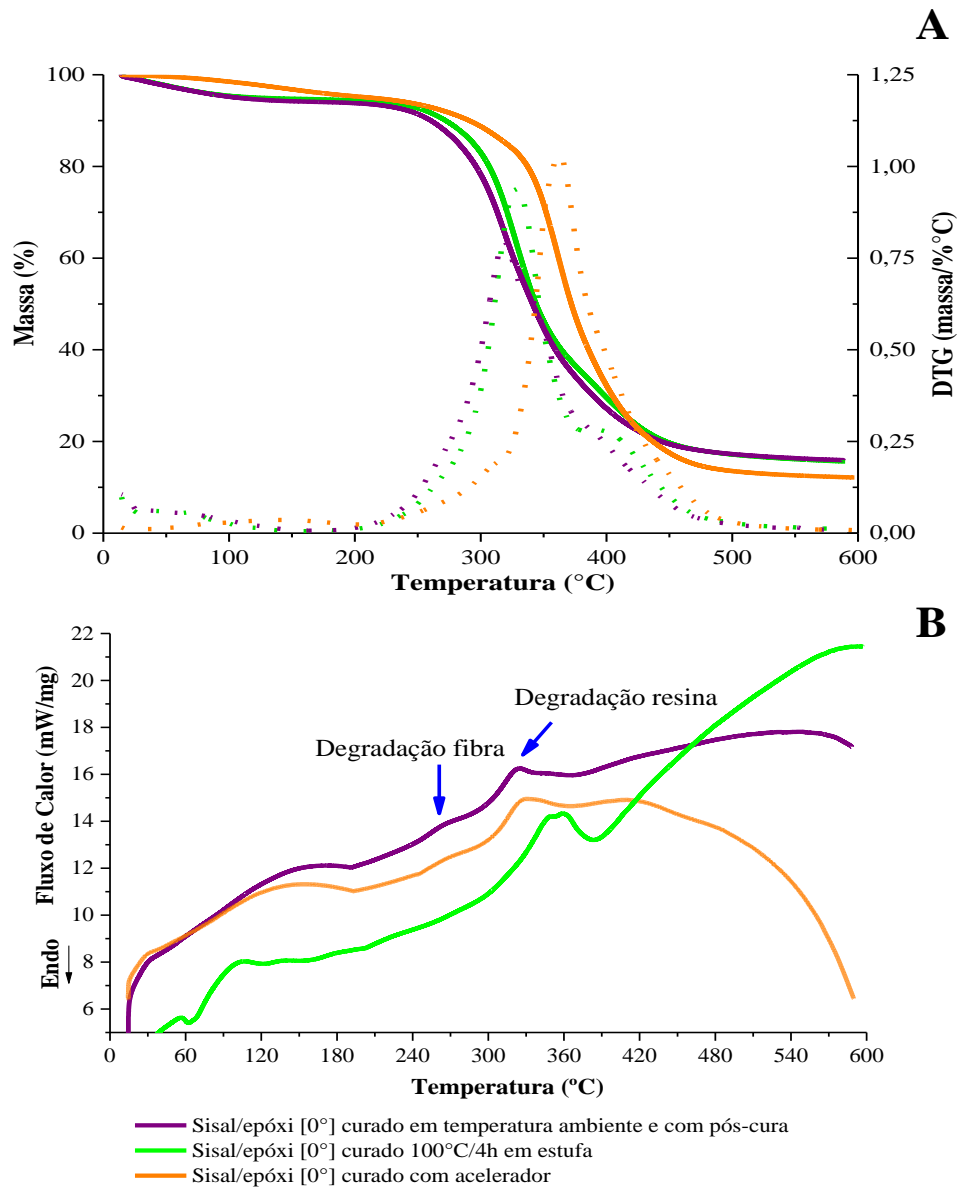 A
100
80
60
40
20
0
Massa (%)
1,25
1,00
0,75
0,50
0,25
0,00
DTG (massa/%°C)
0 100 200 300 400 500 600
Temperatura (°C)
B
22
20
18
16
14
12
10
8
6
Fluxo de Calor (mW/mg)
Endo
Degradação resina
Degradação fibra
0 60 120 180 240 300 360 420 480 540 600
Temperatura (ºC)
Sisal/epóxi [0°] curado em temperatura ambiente e com pós-cura
Sisal/epóxi [0°] curado 100°C/4h em estufa
Sisal/epóxi [0°] curado com acelerador